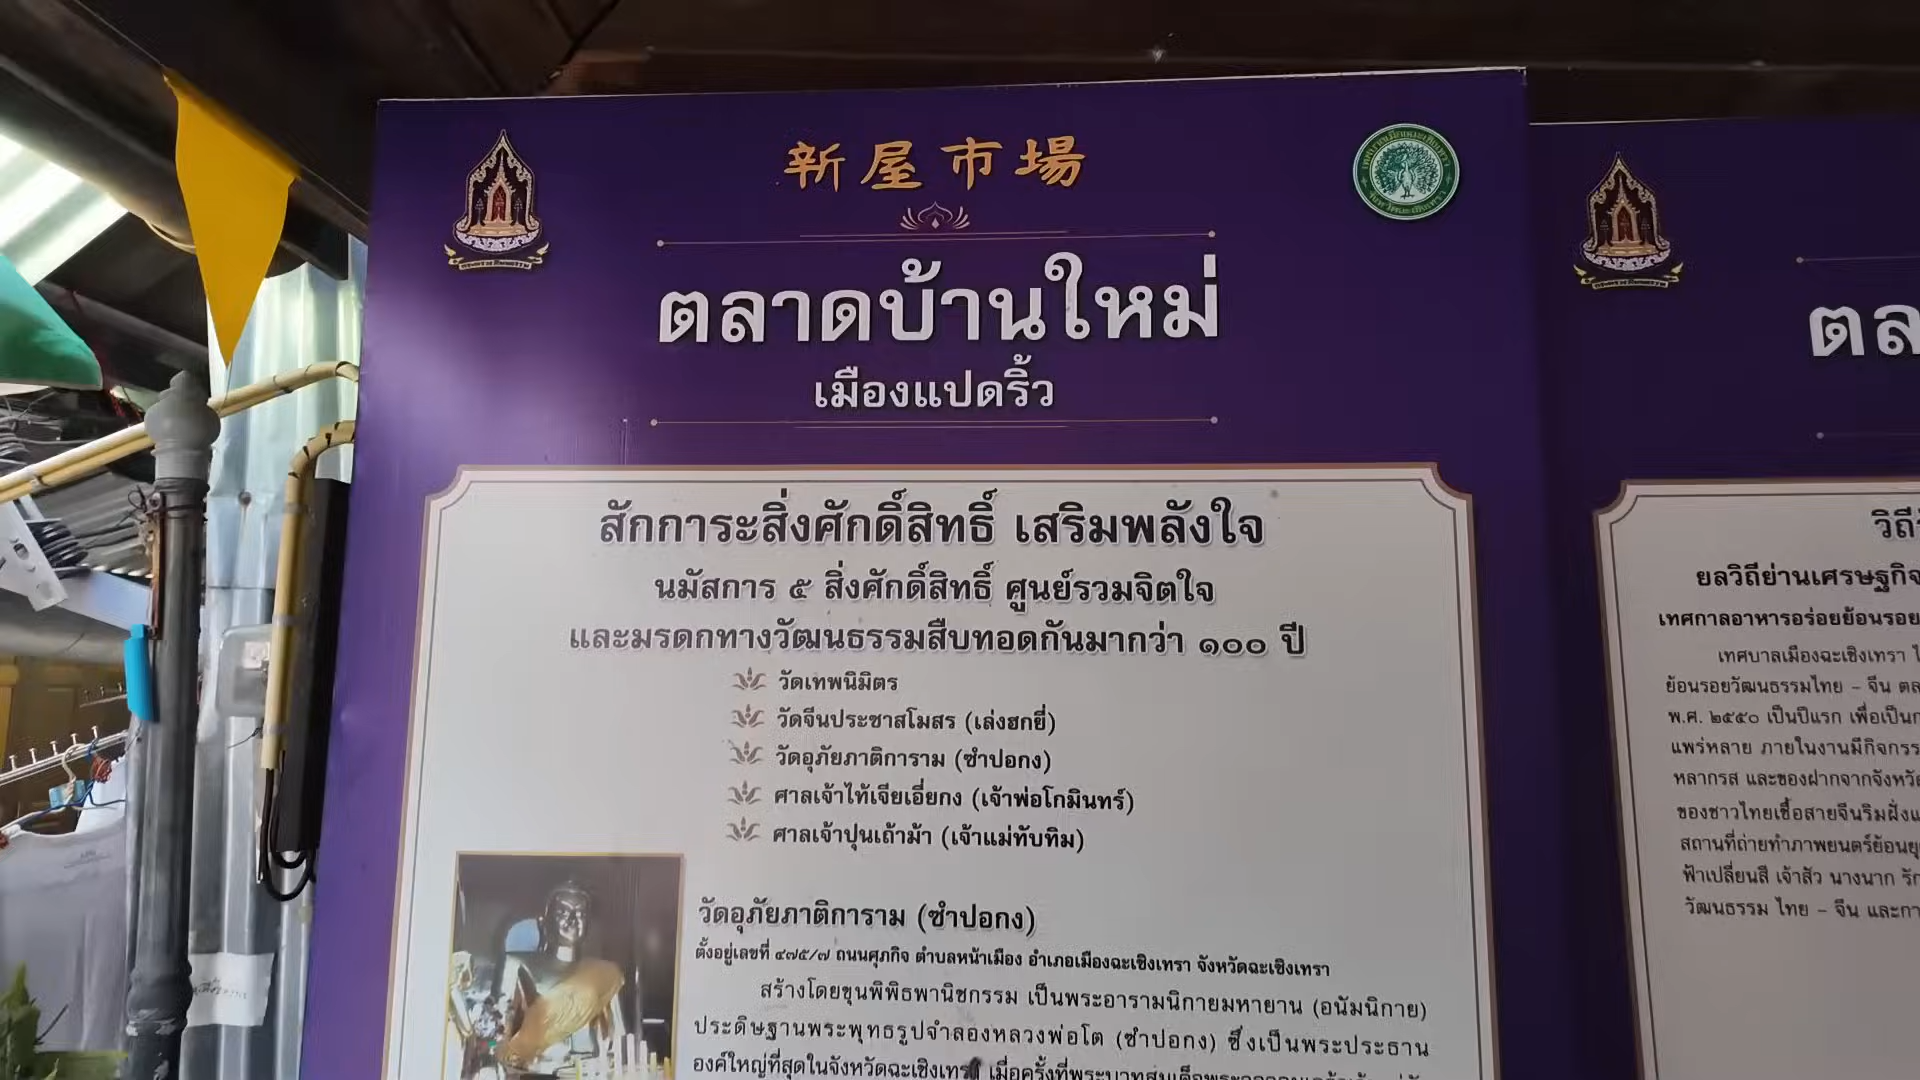 新屋市場
ตลาดบ้านใหม่
เมืองแปดริ้ว
สักการะสิ่งศักดิ์สิทธิ์ เสริมพลังใจ
นมัสการ ๕ สิ่งศักดิ์สิทธิ์ ศูนย์รวมจิตใจ
และมรดกทางวัฒนธรรมสืบทอดกันมากว่า ๑๐๐ ปี
วัดเทพนิมิตร
วัดจีนประชาสโมสร (เล่งฮกยี่)
วัดอุภัยภาติการาม (ซำปอกง)
ศาลเจ้าไท้เจียเอี่ยกง (เจ้าพ่อโกมินทร์)
ศาลเจ้าปุนเถ้าม้า (เจ้าแม่ทับทิม)
วัดอุภัยภาติการาม (ซำปอกง)
ตั้งอยู่เลขที่ ๔๗๕/๗ ถนนศุภกิจ ตำบลหน้าเมือง อำเภอเมืองฉะเชิงเทรา จังหวัดฉะเชิงเทรา
สร้างโดยขุนพิพิธพานิชกรรม เป็นพระอารามนิกายมหายาน (อนัมนิกาย)
ประดิษฐานพระพุทธรูปจำลองหลวงพ่อโต (ซำปอกง) ซึ่งเป็นพระประธาน
องค์ใหญ่ที่สุดในจังหวัดฉะเชิงเทรา เมื่อครั้งที่พระบาทสมเด็จพระ
ตล
วิถี
ยลวิถีย่านเศรษฐกิจ
เทศกาลอาหารอร่อยย้อนรอย
เทศบาลเมืองฉะเชิงเทรา
ย้อนรอยวัฒนธรรมไทย – จีน ตล
พ.ศ. ๒๕๕๐ เป็นปีแรก เพื่อเป็น
แพร่หลาย ภายในงานมีกิจกรร
หลากรส และของฝากจากจังหวั
ของชาวไทยเชื้อสายจีนริมฝั่ง
สถานที่ถ่ายทำภาพยนตร์ย้อนยุ
ฟ้าเปลี่ยนสี เจ้าสัว นางนาก รัก
วัฒนธรรม ไทย – จีน และกา